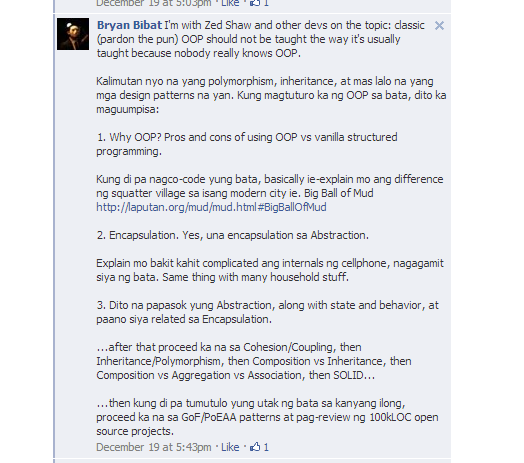 December 19 at 5:03pm · Like · 1
Bryan Bibat I'm with Zed Shaw and other devs on the topic: classic
(pardon the pun) OOP should not be taught the way it's usually
taught because nobody really knows OOP.
Kalimutan nyo na yang polymorphism, inheritance, at mas lalo na yang
mga design patterns na yan. Kung magtuturo ka ng OOP sa bata, dito ka
maguumpisa:
1. Why OOP? Pros and cons of using OOP vs vanilla structured
programming.
Kung di pa nagco-code yung bata, basically ie-explain mo ang difference
ng squatter village sa isang modern city ie. Big Ball of Mud
http://laputan.org/mud/mud.html#BigBallOfMud
2. Encapsulation. Yes, una encapsulation sa Abstraction.
Explain mo bakit kahit complicated ang internals ng cellphone, nagagamit
siya ng bata. Same thing with many household stuff.
3. Dito na papasok yung Abstraction, along with state and behavior, at
paano siya related sa Encapsulation.
...after that proceed ka na sa Cohesion/Coupling, then
Inheritance/Polymorphism, then Composition vs Inheritance, then
Composition vs Aggregation vs Association, then SOLID...
...then kung di pa tumutulo yung utak ng bata sa kanyang ilong,
proceed ka na sa GoF/PoEAA patterns at pag-review ng 100kLOC open
source projects.
December 19 at 5:43pm · Like · 1